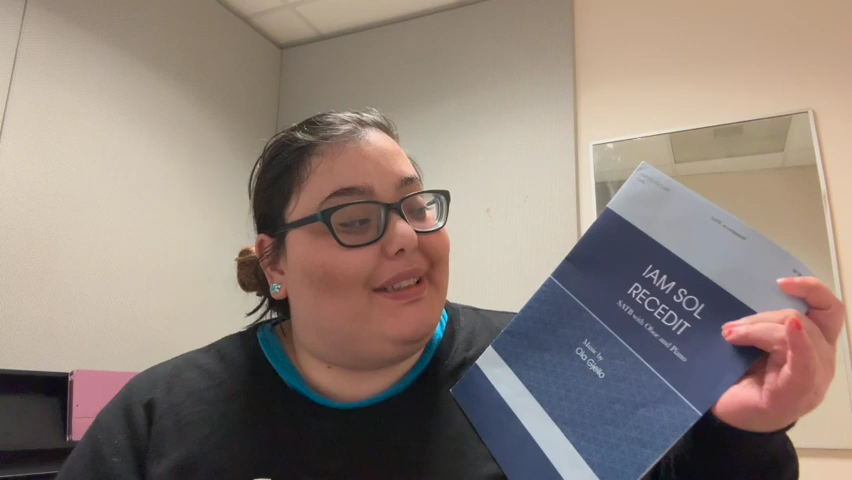 IAM SOL
RECEDIT
SATB with Oboe and Piano
Music by
Ola Gjeilo